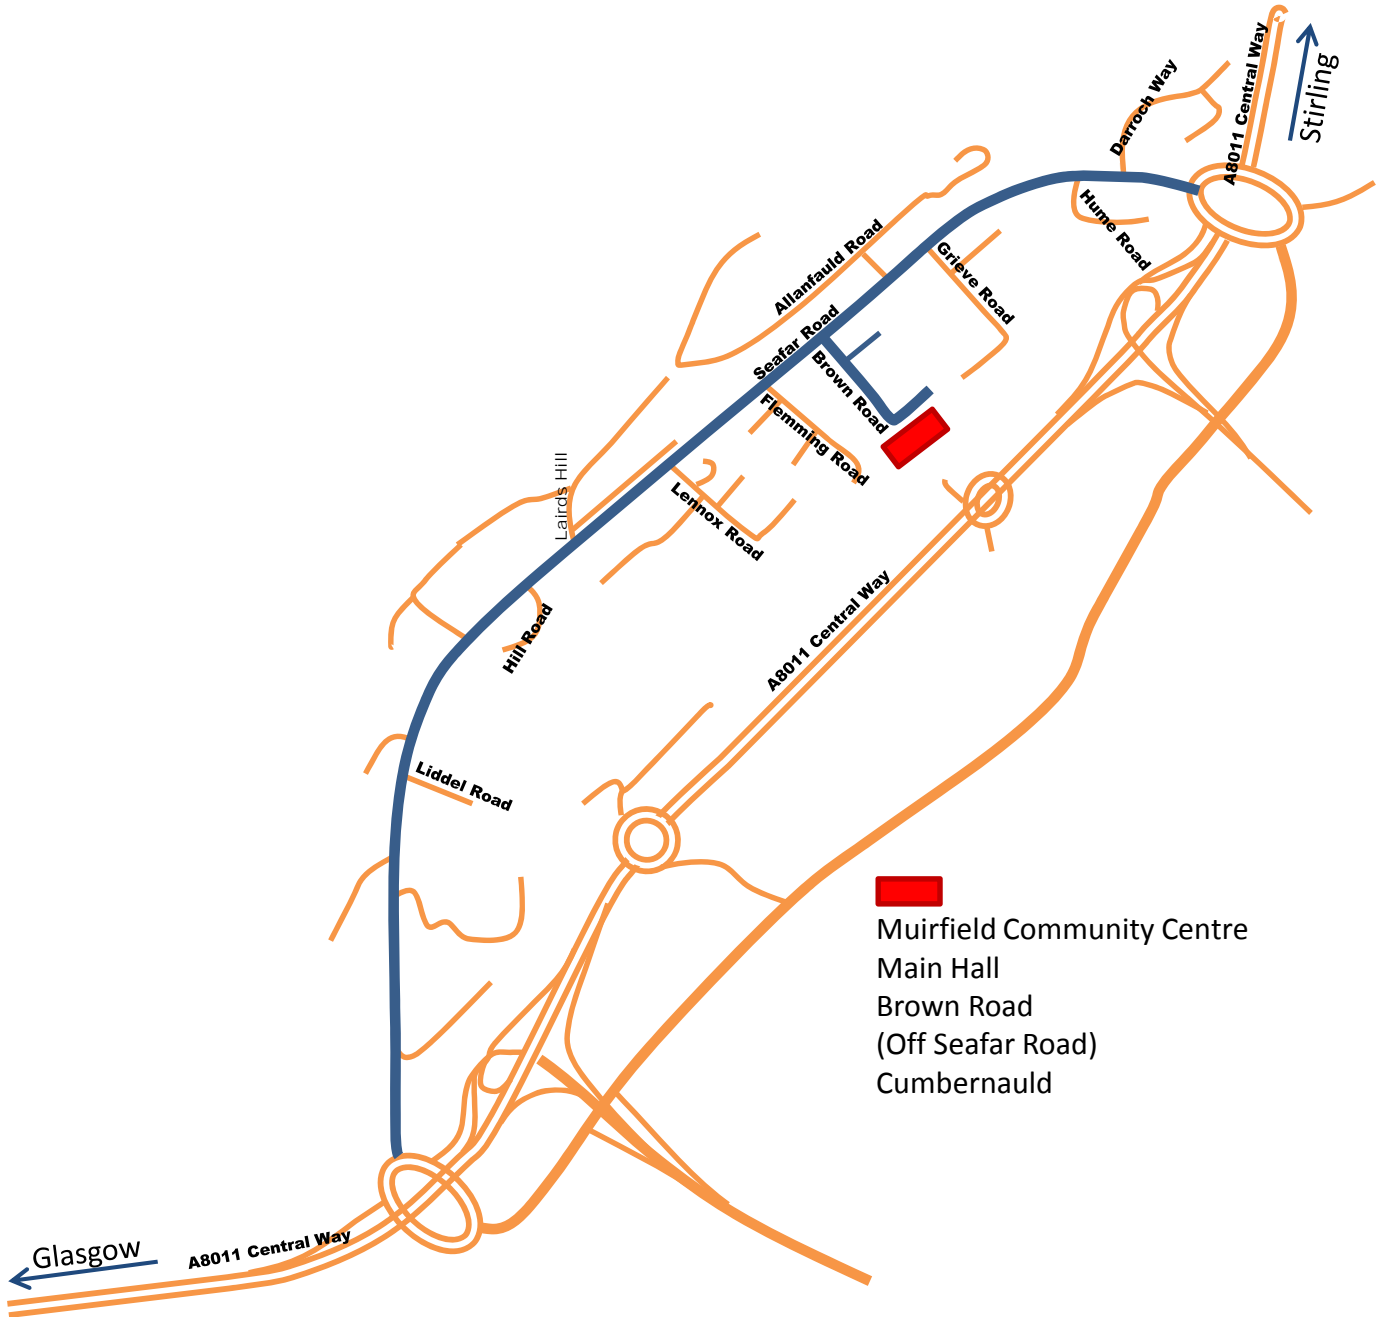 A8011 Central Way
Stirling
Darroch Way
Hume Road
Allanfauld Road
Grieve Road
Seafar Road
Brown Road
Flemming Road
Lairds Hill
Lennox Road
A8011 Central Way
Hill Road
Liddel Road
Muirfield Community Centre
Main Hall
Brown Road
(Off Seafar Road)
Cumbernauld
A8011 Central Way
Glasgow